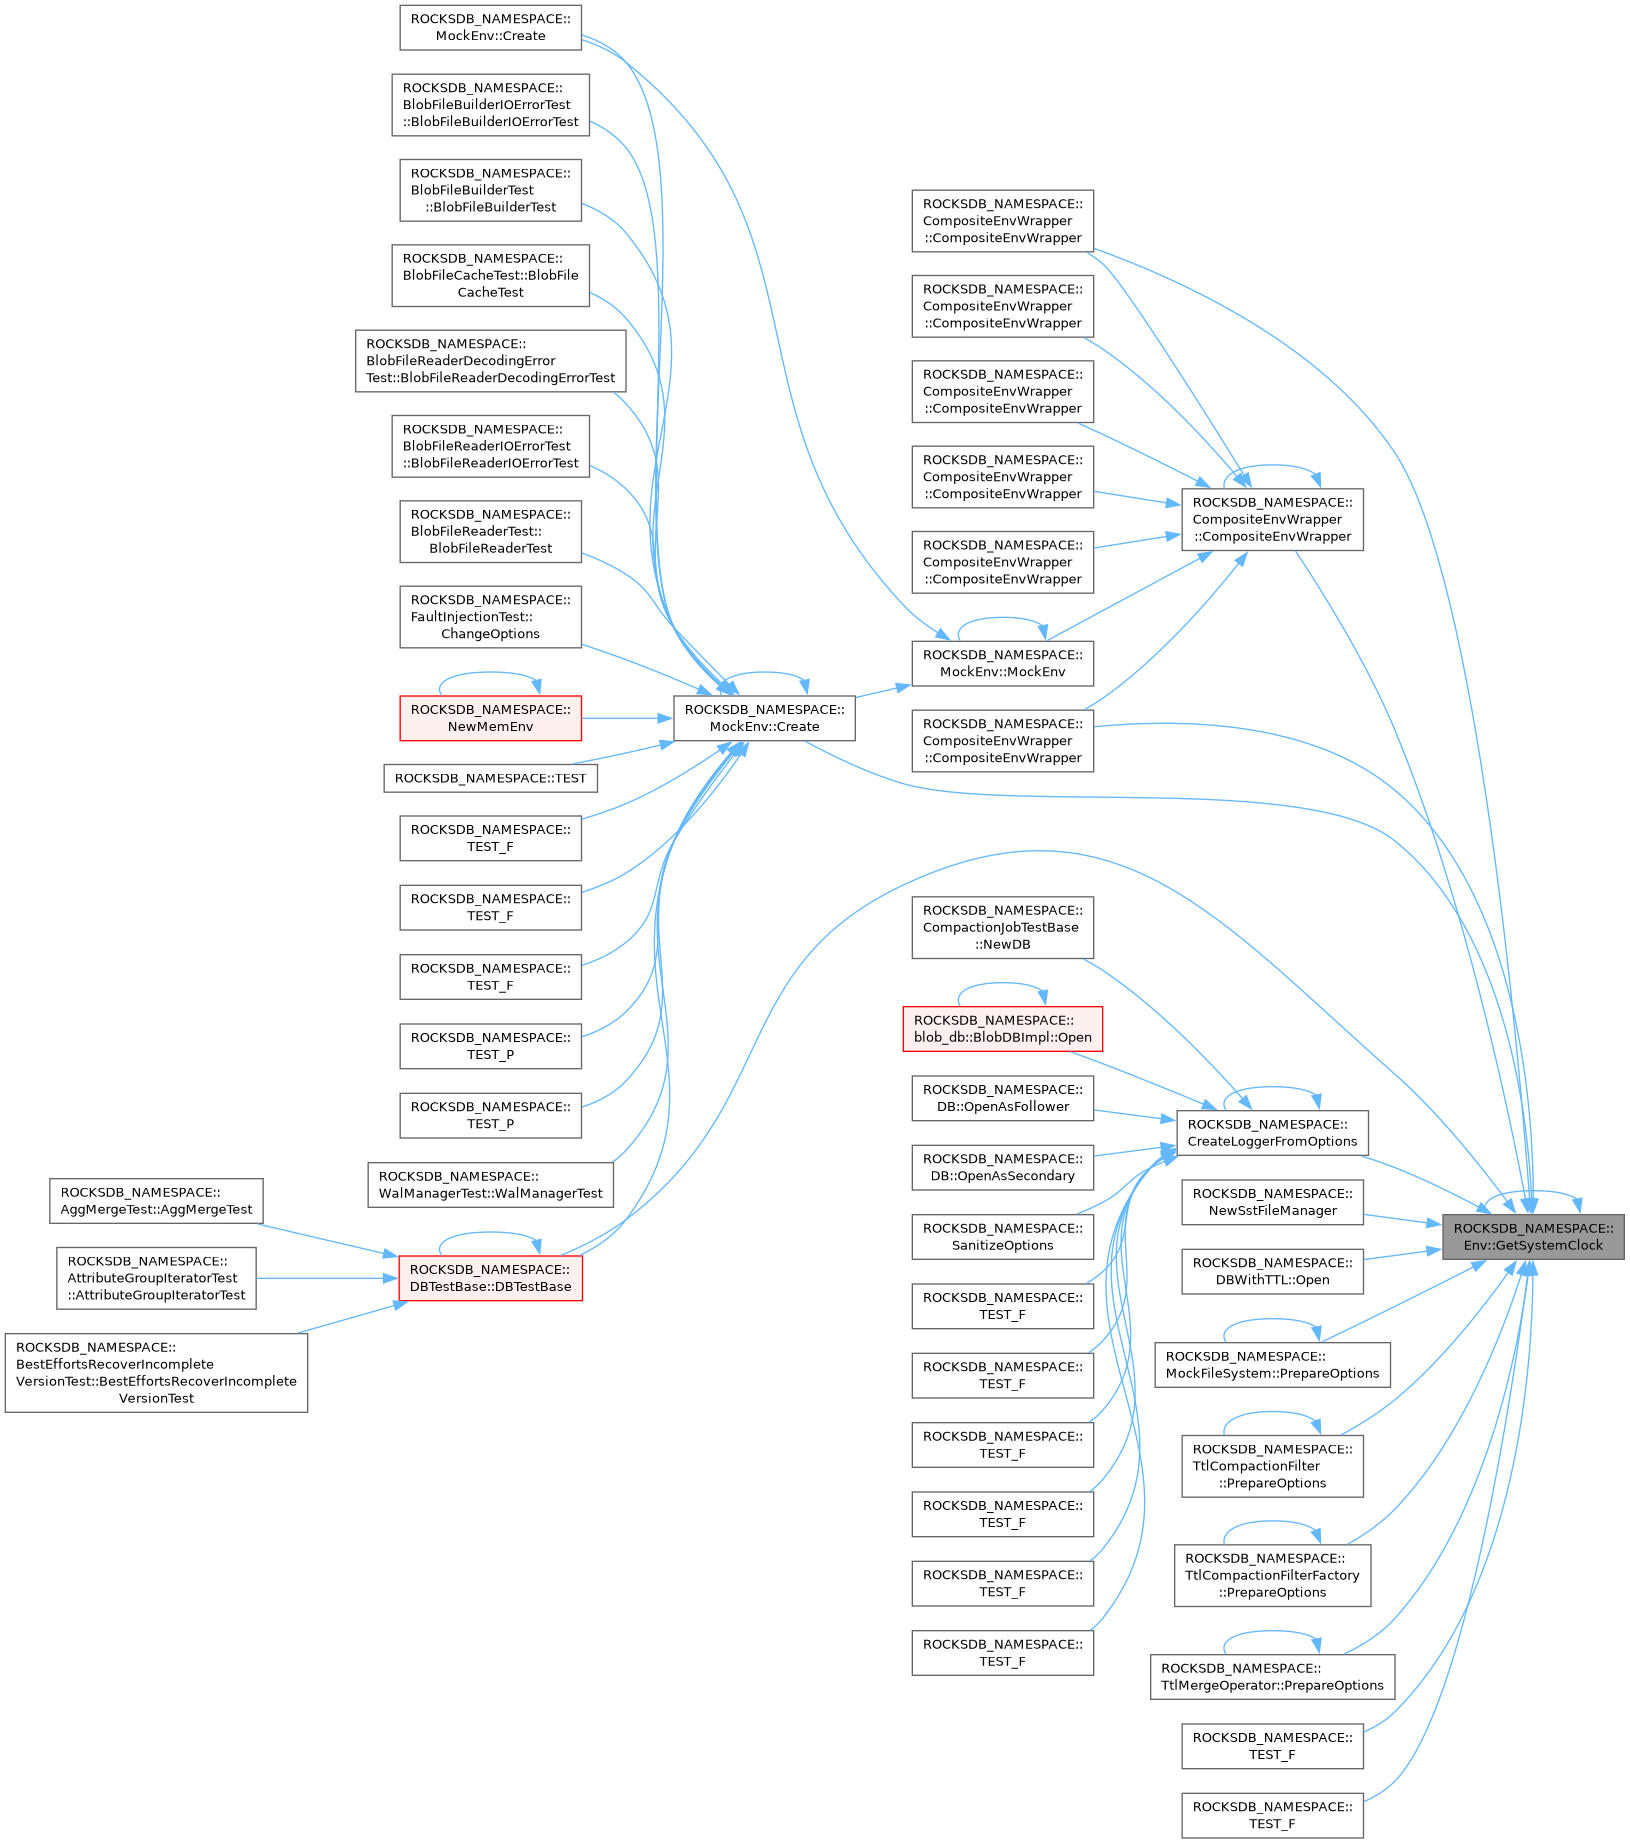 ROCKSDB_NAMESPACE::
MockEnv::Create
ROCKSDB_NAMESPACE::
BlobFileBuilderIOErrorTest
::BlobFileBuilderIOErrorTest
ROCKSDB_NAMESPACE::
BlobFileBuilderTest
::BlobFileBuilderTest
ROCKSDB_NAMESPACE::
BlobFileCacheTest::BlobFile
CacheTest
ROCKSDB_NAMESPACE::
BlobFileReaderDecodingError
Test::BlobFileReaderDecodingErrorTest
ROCKSDB_NAMESPACE::
BlobFileReaderIOErrorTest
::BlobFileReaderIOErrorTest
ROCKSDB_NAMESPACE::
BlobFileReaderTest::
BlobFileReaderTest
ROCKSDB_NAMESPACE::
FaultInjectionTest::
ChangeOptions
ROCKSDB_NAMESPACE::
NewMemEnv
ROCKSDB_NAMESPACE::TEST
ROCKSDB_NAMESPACE::
TEST_F
ROCKSDB_NAMESPACE::
TEST_F
ROCKSDB_NAMESPACE::
TEST_F
ROCKSDB_NAMESPACE::
TEST_P
ROCKSDB_NAMESPACE::
TEST_P
ROCKSDB_NAMESPACE::
WalManagerTest::WalManagerTest
ROCKSDB_NAMESPACE::
DBTestBase::DBTestBase
ROCKSDB_NAMESPACE::
AggMergeTest::AggMergeTest
ROCKSDB_NAMESPACE::
AttributeGroupIteratorTest
::AttributeGroupIteratorTest
ROCKSDB_NAMESPACE::
BestEffortsRecoverIncomplete
VersionTest::BestEffortsRecoverIncomplete
VersionTest
ROCKSDB_NAMESPACE::
MockEnv::Create
ROCKSDB_NAMESPACE::
CompositeEnvWrapper
::CompositeEnvWrapper
ROCKSDB_NAMESPACE::
CompositeEnvWrapper
::CompositeEnvWrapper
ROCKSDB_NAMESPACE::
CompositeEnvWrapper
::CompositeEnvWrapper
ROCKSDB_NAMESPACE::
CompositeEnvWrapper
::CompositeEnvWrapper
ROCKSDB_NAMESPACE::
CompositeEnvWrapper
::CompositeEnvWrapper
ROCKSDB_NAMESPACE::
MockEnv::MockEnv
ROCKSDB_NAMESPACE::
CompositeEnvWrapper
::CompositeEnvWrapper
ROCKSDB_NAMESPACE::
CompactionJobTestBase
::NewDB
ROCKSDB_NAMESPACE::
blob_db::BlobDBImpl::Open
ROCKSDB_NAMESPACE::
DB::OpenAsFollower
ROCKSDB_NAMESPACE::
DB::OpenAsSecondary
ROCKSDB_NAMESPACE::
SanitizeOptions
ROCKSDB_NAMESPACE::
TEST_F
ROCKSDB_NAMESPACE::
TEST_F
ROCKSDB_NAMESPACE::
TEST_F
ROCKSDB_NAMESPACE::
TEST_F
ROCKSDB_NAMESPACE::
TEST_F
ROCKSDB_NAMESPACE::
TEST_F
ROCKSDB_NAMESPACE::
CompositeEnvWrapper
::CompositeEnvWrapper
ROCKSDB_NAMESPACE::
CreateLoggerFromOptions
ROCKSDB_NAMESPACE::
NewSstFileManager
ROCKSDB_NAMESPACE::
DBWithTTL::Open
ROCKSDB_NAMESPACE::
MockFileSystem::PrepareOptions
ROCKSDB_NAMESPACE::
TtlCompactionFilter
::PrepareOptions
ROCKSDB_NAMESPACE::
TtlCompactionFilterFactory
::PrepareOptions
ROCKSDB_NAMESPACE::
TtlMergeOperator::PrepareOptions
ROCKSDB_NAMESPACE::
TEST_F
ROCKSDB_NAMESPACE::
TEST_F
ROCKSDB_NAMESPACE::
Env::GetSystemClock